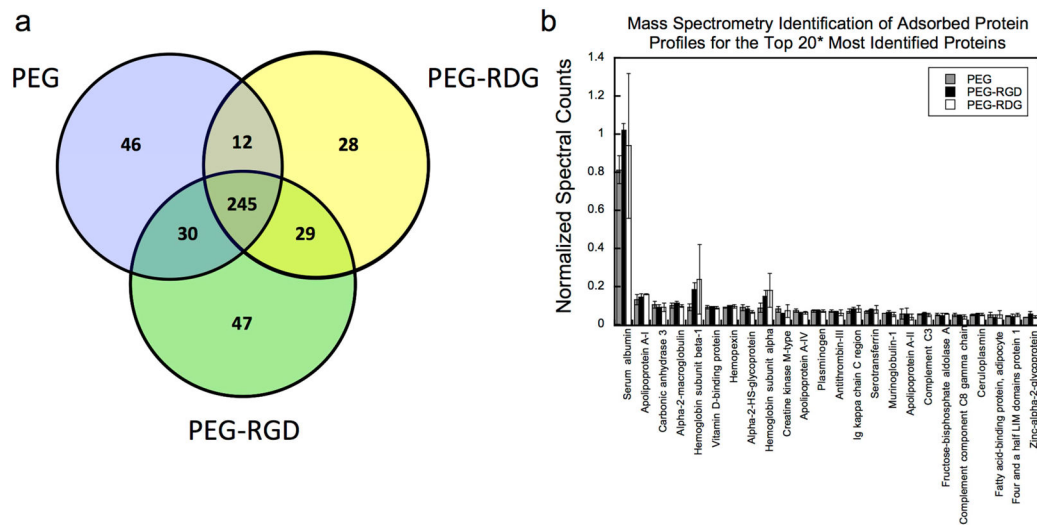 a
PEG
PEG-RDG
46
12
28
245
30
29
47
PEG-RGD
b
Mass Spectrometry Identification of Adsorbed Protein
Profiles for the Top 20* Most Identified Proteins
Normalized Spectral Counts
1.4
1.2
1
0.8
0.6
0.4
0.2
0
PEG
PEG-RGD
PEG-RDG
Serum albumin
Apolipoprotein A-I
Carbonic anhydrase 3
Alpha-2-macroglobulin
Hemoglobin subunit beta-1
Vitamin D-binding protein
Hemopexin
Alpha-2-HS-glycoprotein
Hemoglobin subunit alpha
Creatine kinase M-type
Apolipoprotein A-IV
Plasminogen
Antithrombin-III
Ig kappa chain C region
Serotransferrin
Murinoglobulin-1
Apolipoprotein A-II
Complement C3
Fructose-bisphosphate aldolase A
Complement component C8 gamma chain
Ceruloplasmin
Fatty acid-binding protein, adipocyte
Four and a half LIM domains protein 1
Zinc-alpha-2-glycoprotein